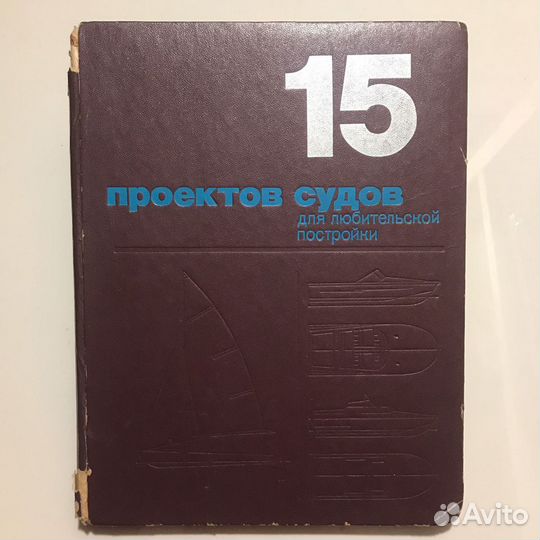 15
проектов судов
для любительской
постройки
Avito